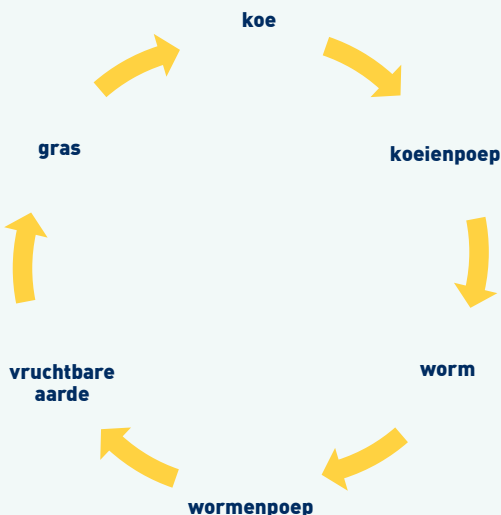 koe
koeienpoep
worm
wormenpoep
vruchtbare
aarde
gras